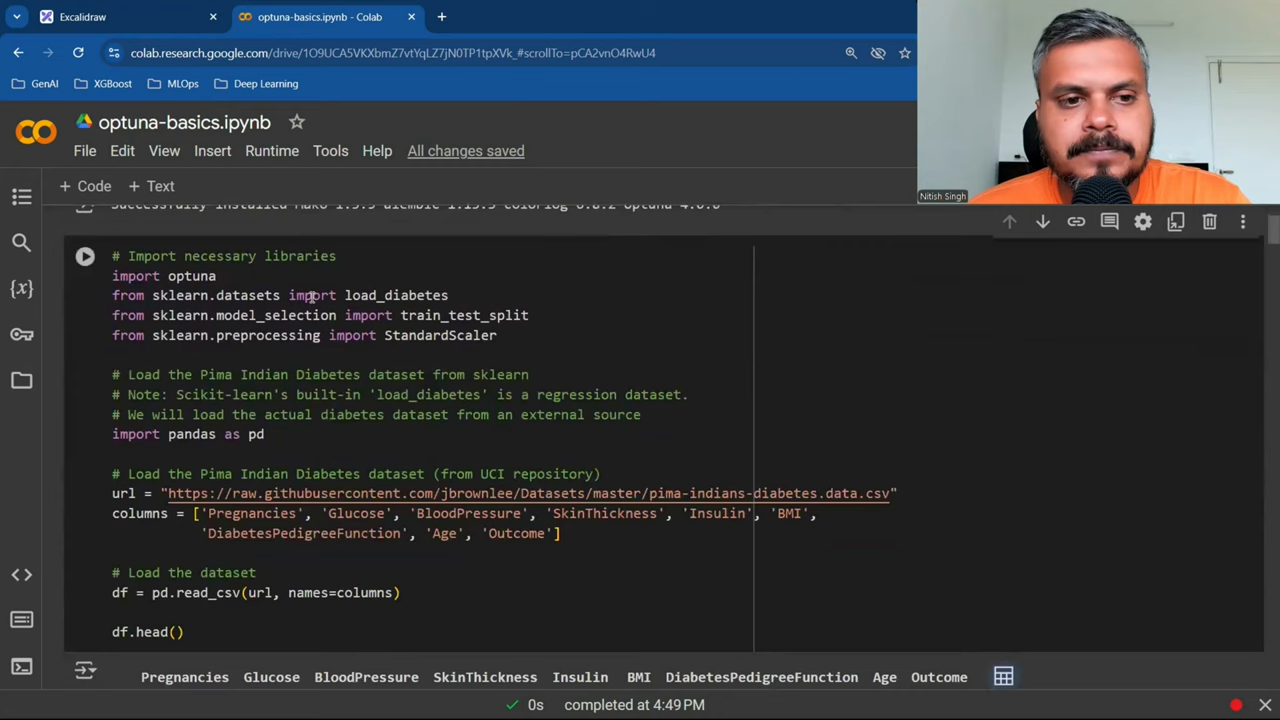 Excalidraw
optuna-basics.ipynb - Colab
colab.research.google.com/drive/1O9UCA5VKXbmZ7vtYqLZ7jN0TP1tpXVk_#scrollTo=pCA2vnO4RwU4
GenAI
XGBoost
MLOps
Deep Learning
optuna-basics.ipynb
File Edit View Insert Runtime Tools Help All changes saved
+ Code + Text
Nitish Singh
# Import necessary libraries
import optuna
from sklearn.datasets import load_diabetes
from sklearn.model_selection import train_test_split
from sklearn.preprocessing import StandardScaler
# Load the Pima Indian Diabetes dataset from sklearn
# Note: Scikit-learn's built-in 'load_diabetes' is a regression dataset.
# We will load the actual diabetes dataset from an external source
import pandas as pd
# Load the Pima Indian Diabetes dataset (from UCI repository)
url = "https://raw.githubusercontent.com/jbrownlee/Datasets/master/pima-indians-diabetes.data.csv"
columns = ['Pregnancies', 'Glucose', 'BloodPressure', 'SkinThickness', 'Insulin', 'BMI',
'DiabetesPedigreeFunction', 'Age', 'Outcome']
# Load the dataset
df = pd.read_csv(url, names=columns)
df.head()
Pregnancies Glucose BloodPressure SkinThickness Insulin BMI DiabetesPedigreeFunction Age Outcome
0s completed at 4:49 PM